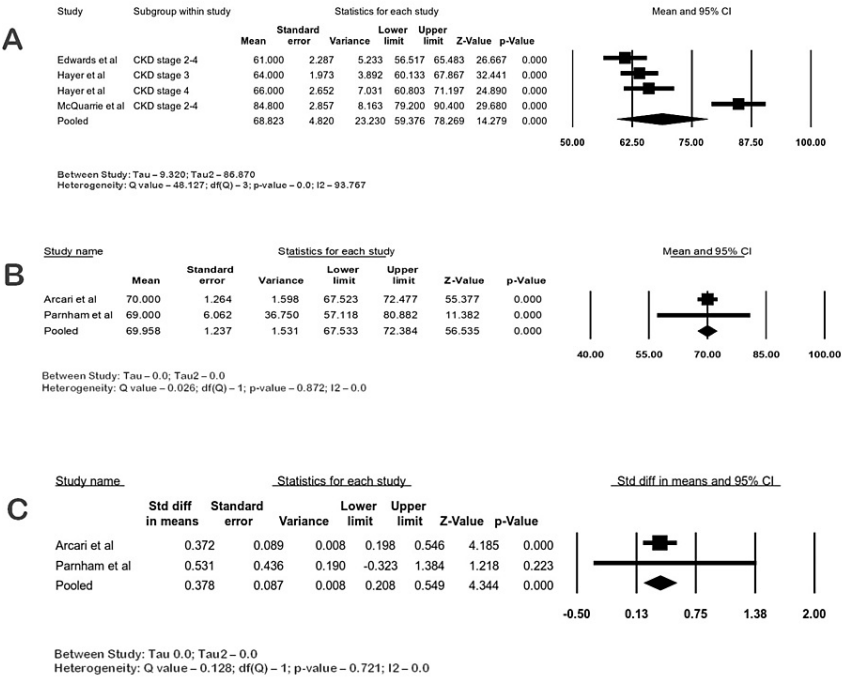 A
Study Subgroup within study Statistics for each study Mean and 95% CI
Mean Standard error Variance Lower limit Upper limit Z-Value p-Value
Edwards et al CKD stage 2-4 61.000 2.287 5.233 56.517 65.483 26.667 0.000
Hayer et al CKD stage 3 64.000 1.973 3.892 60.133 67.867 32.441 0.000
Hayer et al CKD stage 4 66.000 2.652 7.031 60.803 71.197 24.890 0.000
McQuarrie et al CKD stage 2-4 84.800 2.857 8.163 79.200 90.400 29.680 0.000
Pooled 68.823 4.820 23.230 59.376 78.269 14.279 0.000
50.00 62.50 75.00 87.50 100.00
Between Study: Tau – 9.320; Tau2 – 86.870
Heterogeneity: Q value – 48.127; df(Q) – 3; p-value – 0.0; I2 – 93.767
B
Study name Statistics for each study Mean and 95% CI
Mean Standard error Variance Lower limit Upper limit Z-Value p-Value
Arcari et al 70.000 1.264 1.598 67.523 72.477 55.377 0.000
Parnham et al 69.000 6.062 36.750 57.118 80.882 11.382 0.000
Pooled 69.958 1.237 1.531 67.533 72.384 56.535 0.000
40.00 55.00 70.00 85.00 100.00
Between Study: Tau – 0.0; Tau2 – 0.0
Heterogeneity: Q value – 0.026; df(Q) – 1; p-value – 0.872; I2 – 0.0
C
Study name Statistics for each study Std diff in means and 95% CI
Std diff in means Standard error Variance Lower limit Upper limit Z-Value p-Value
Arcari et al 0.372 0.089 0.008 0.198 0.546 4.185 0.000
Parnham et al 0.531 0.436 0.190 -0.323 1.384 1.218 0.223
Pooled 0.378 0.087 0.008 0.208 0.549 4.344 0.000
-0.50 0.13 0.75 1.38 2.00
Between Study: Tau 0.0; Tau2 – 0.0
Heterogeneity: Q value – 0.128; df(Q) – 1; p-value – 0.721; I2 – 0.0